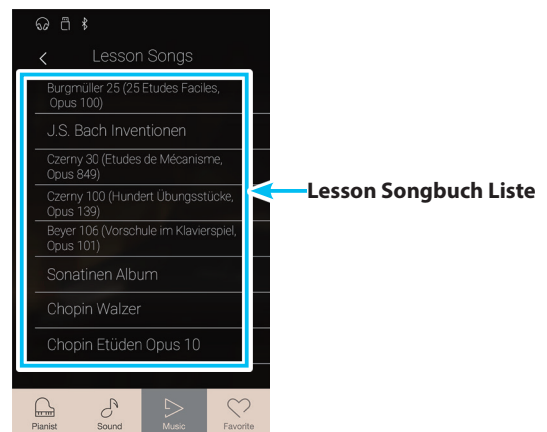 Lesson Songs
Burgmüller 25 (25 Etudes Faciles,
Opus 100)
J.S. Bach Inventionen
Czerny 30 (Etudes de Mécanisme,
Opus 849)
Czerny 100 (Hundert Übungsstücke,
Opus 139)
Beyer 106 (Vorschule im Klavierspiel,
Opus 101)
Sonatinen Album
Chopin Walzer
Chopin Etüden Opus 10
Lesson Songbuch Liste
Pianist Sound Music Favorite